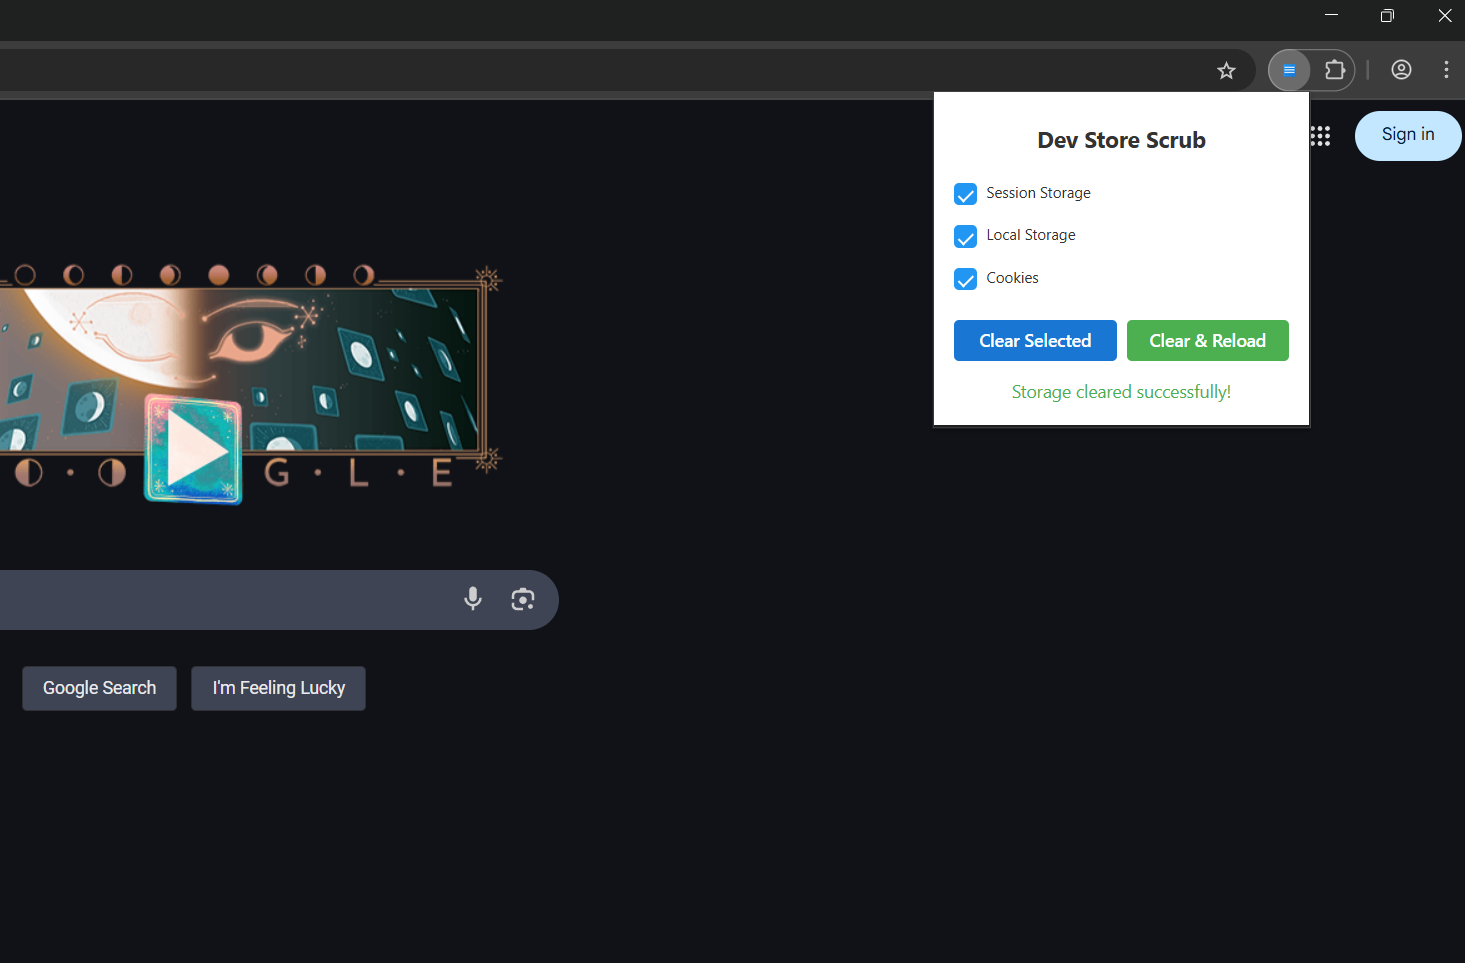 Dev Store Scrub
Sign in
Session Storage
Local Storage
Cookies
Clear Selected
Clear & Reload
Storage cleared successfully!
G · L · E
Google Search
I'm Feeling Lucky